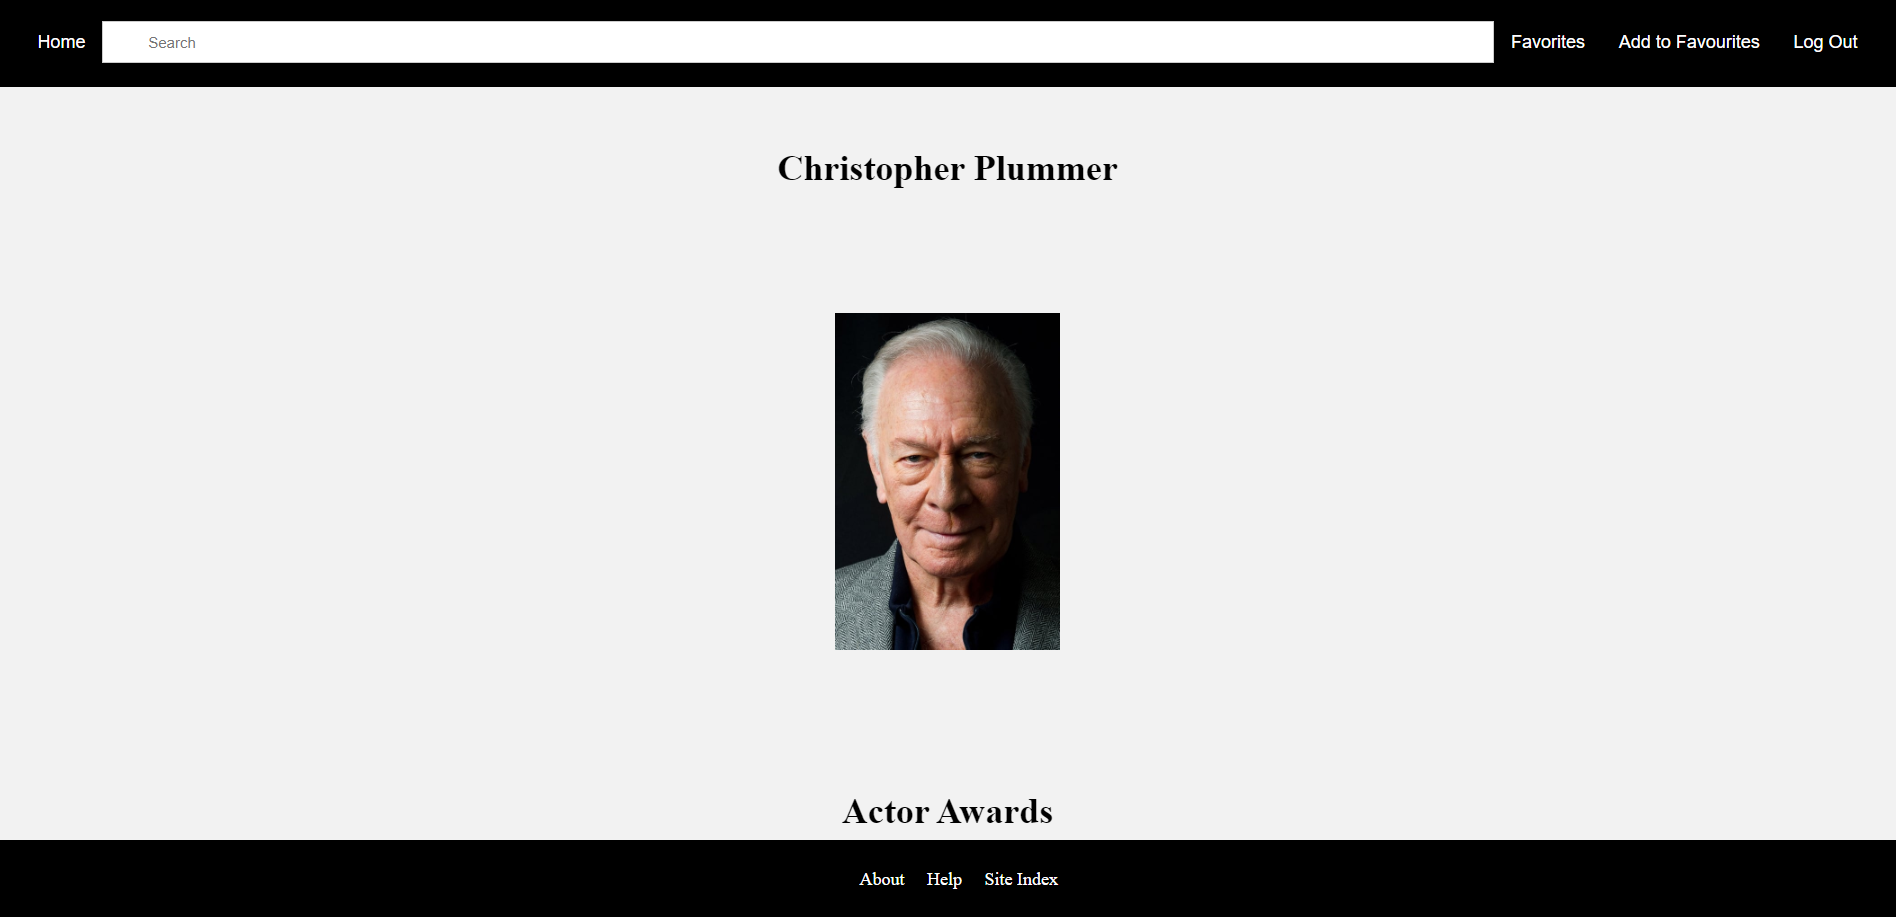 Home Search Favorites Add to Favourites Log Out
Christopher Plummer
Actor Awards
About Help Site Index